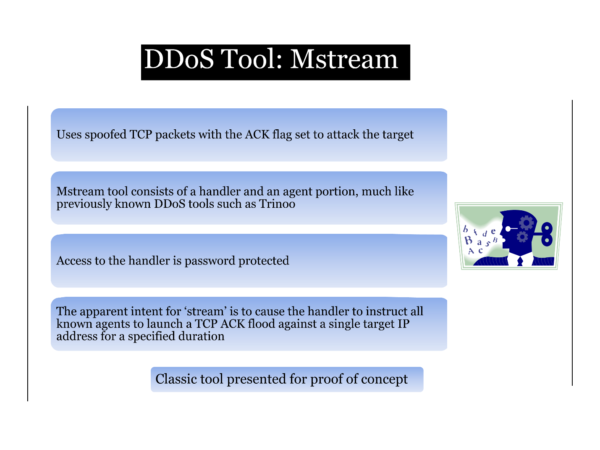 DDoS Tool: Mstream
Uses spoofed TCP packets with the ACK flag set to attack the target
Mstream tool consists of a handler and an agent portion, much like
previously known DDoS tools such as Trinoo
Access to the handler is password protected
The apparent intent for ‘stream’ is to cause the handler to instruct all
known agents to launch a TCP ACK flood against a single target IP
address for a specified duration
Classic tool presented for proof of concept